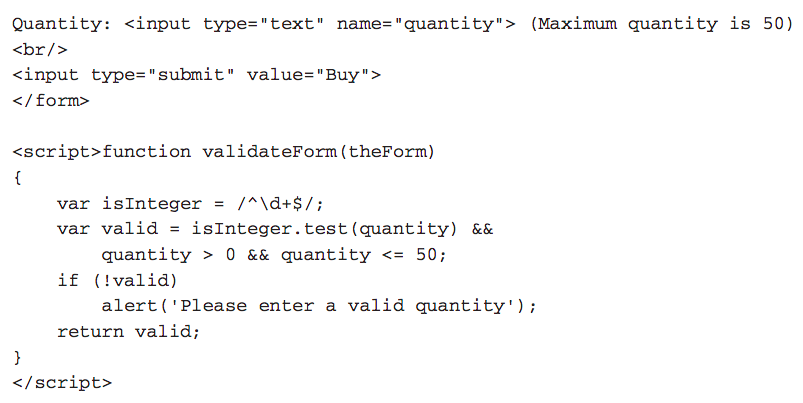 Quantity: <input type="text" name="quantity"> (Maximum quantity is 50)
<br/>
<input type="submit" value="Buy">
</form>

<script>function validateForm(theForm)
{
    var isInteger = /^\d+$/;
    var valid = isInteger.test(quantity) &&
        quantity > 0 && quantity <= 50;
    if (!valid)
        alert('Please enter a valid quantity');
    return valid;
}
</script>